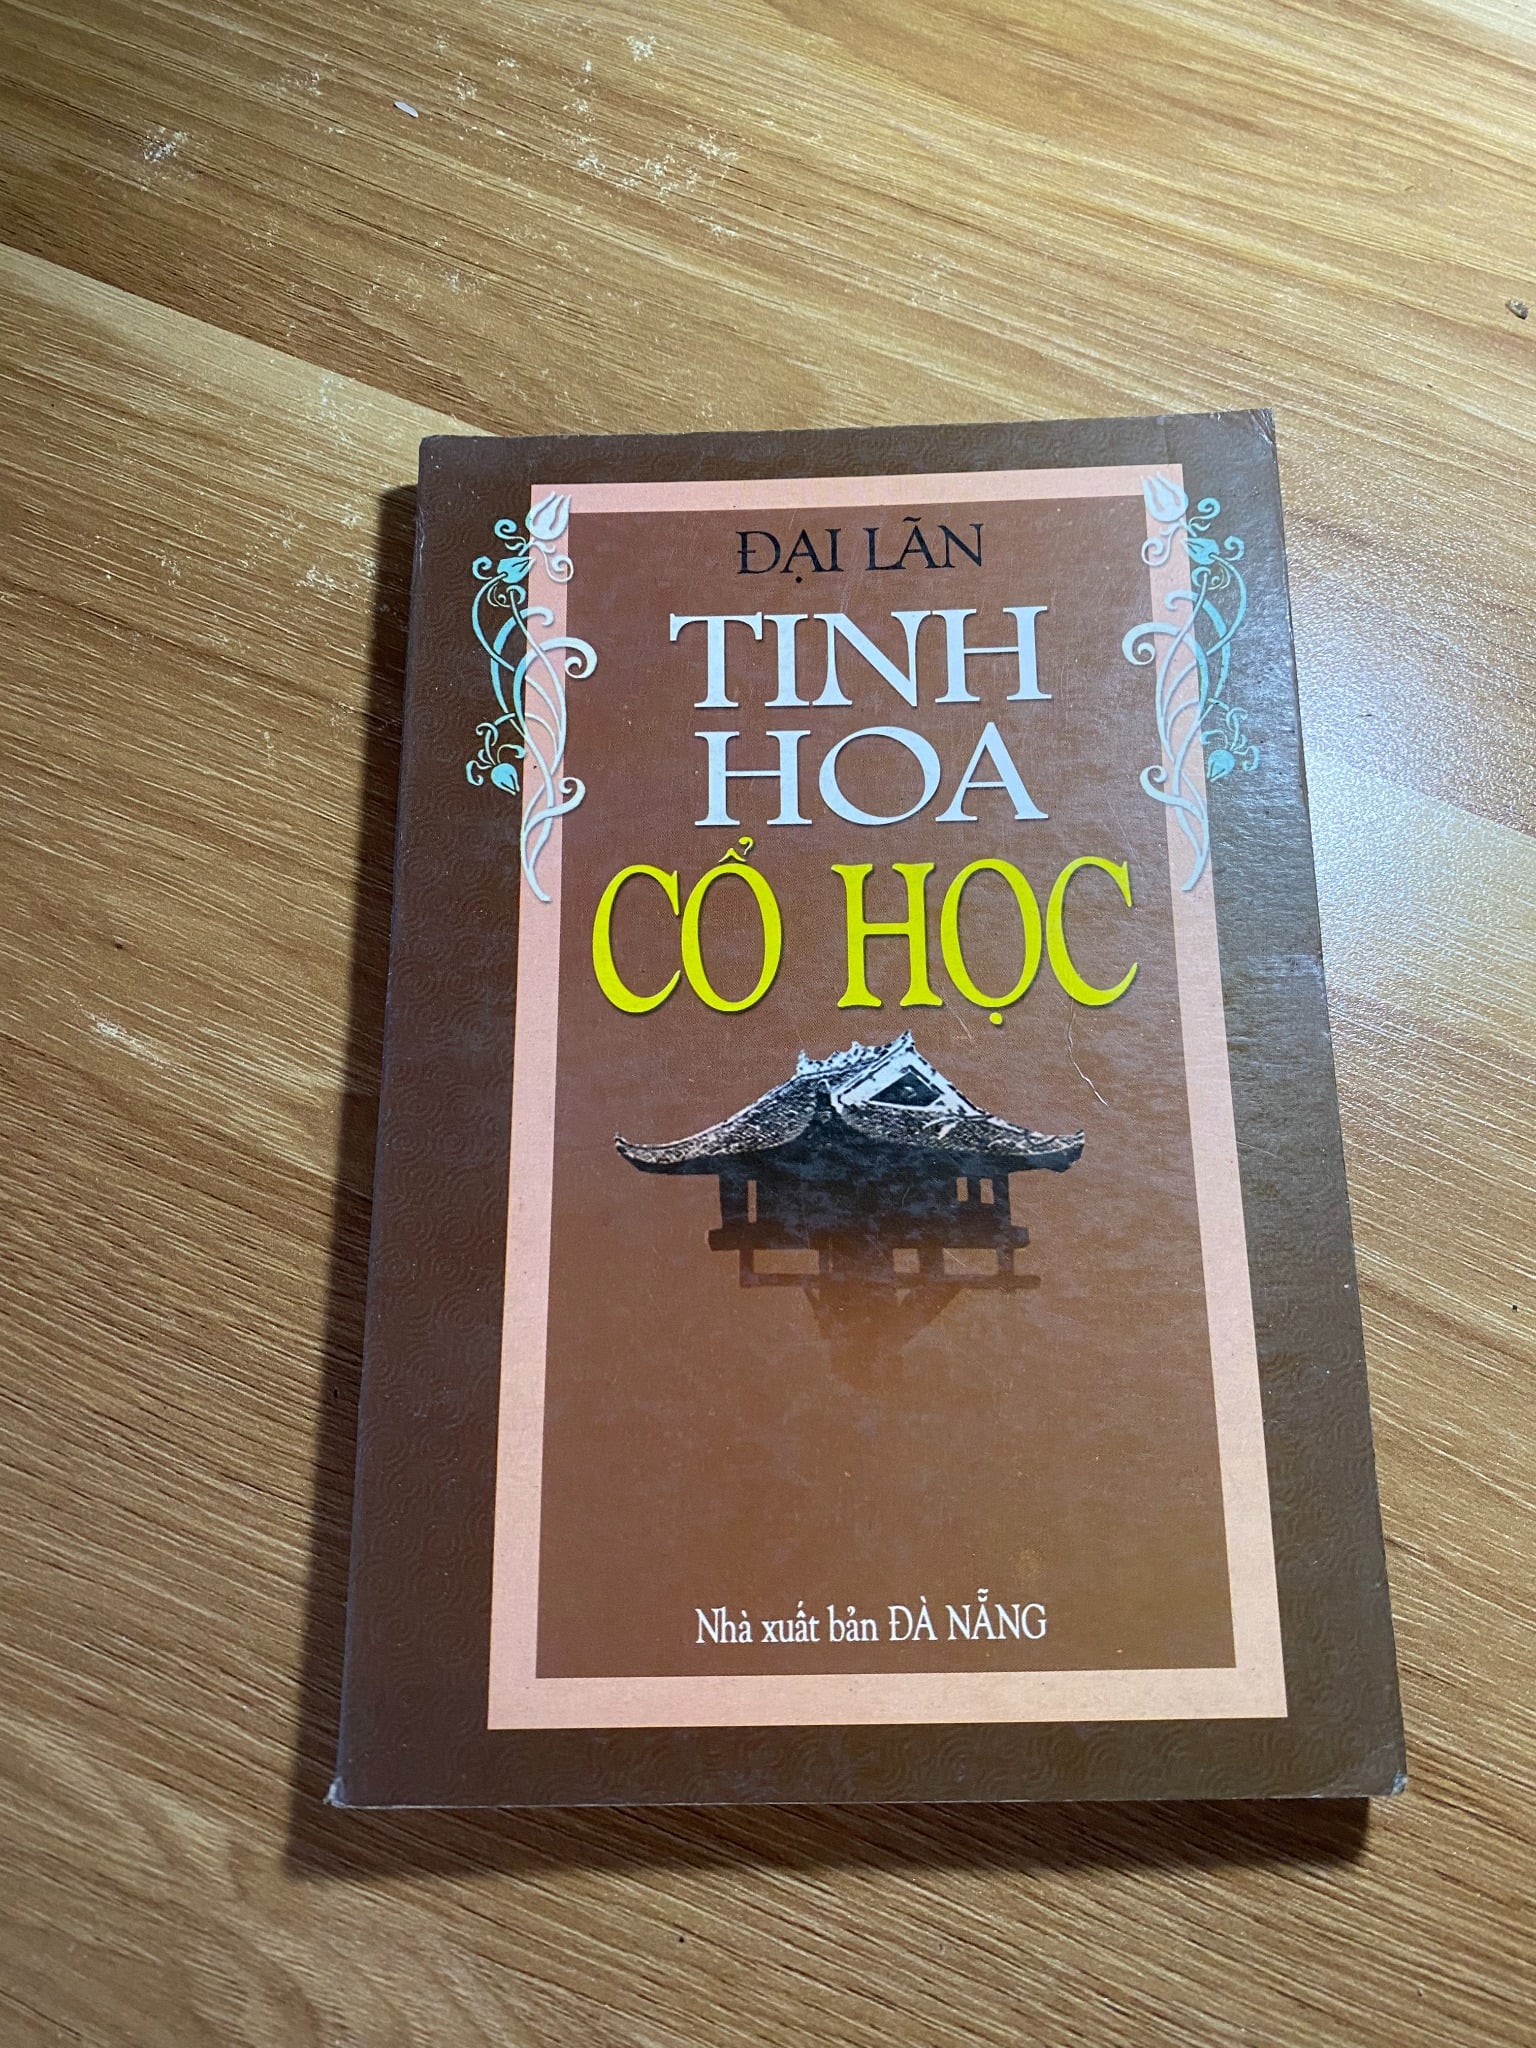 ĐẠI LÃN
TINH
HOA
CỔ HỌC
Nhà xuất bản ĐÀ NẴNG